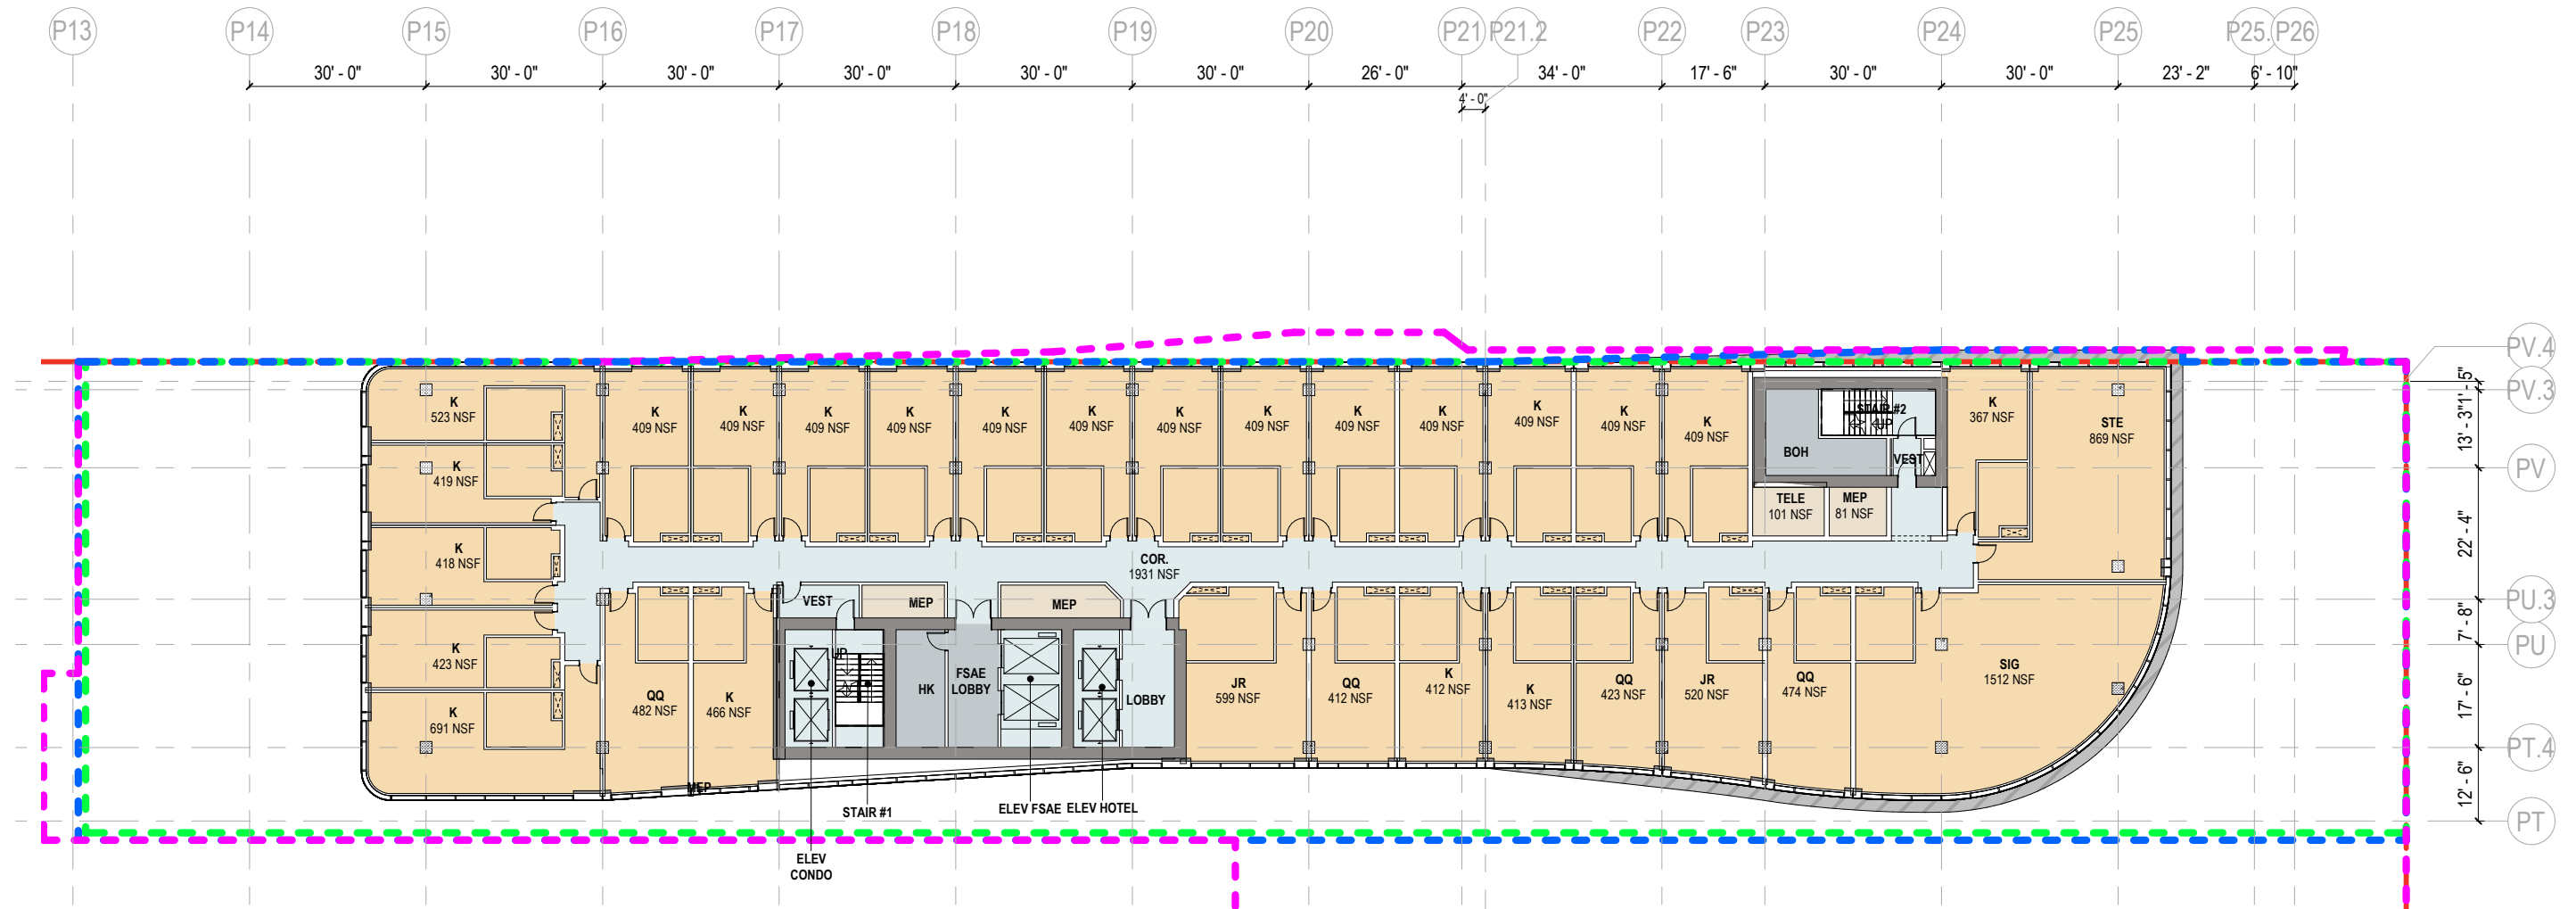 P13 P14 P15 P16 P17 P18 P19 P20 P21 P21.2 P22 P23 P24 P25 P25. P26
30' - 0" 30' - 0" 30' - 0" 30' - 0" 30' - 0" 30' - 0" 26' - 0" 34' - 0" 17' - 6" 30' - 0" 30' - 0" 23' - 2" 6' - 10"
4' - 0"
PV.4
PV.3
PV
PU.3
PU
PT.4
PT
1' - 5"
13' - 3"
22' - 4"
7' - 8"
17' - 6"
12' - 6"
K
523 NSF
K
419 NSF
K
418 NSF
K
423 NSF
K
691 NSF
K
409 NSF
K
409 NSF
K
409 NSF
K
409 NSF
K
409 NSF
K
409 NSF
K
409 NSF
K
409 NSF
K
409 NSF
K
409 NSF
K
409 NSF
K
409 NSF
K
409 NSF
STAIR #2
UP
BOH
VEST
TELE
101 NSF
MEP
81 NSF
K
367 NSF
STE
869 NSF
COR.
1931 NSF
QQ
482 NSF
K
466 NSF
MEP
VEST
MEP
MEP
UP
HK
FSAE
LOBBY
LOBBY
JR
599 NSF
QQ
412 NSF
K
412 NSF
K
413 NSF
QQ
423 NSF
JR
520 NSF
QQ
474 NSF
SIG
1512 NSF
STAIR #1
ELEV FSAE
ELEV HOTEL
ELEV
CONDO